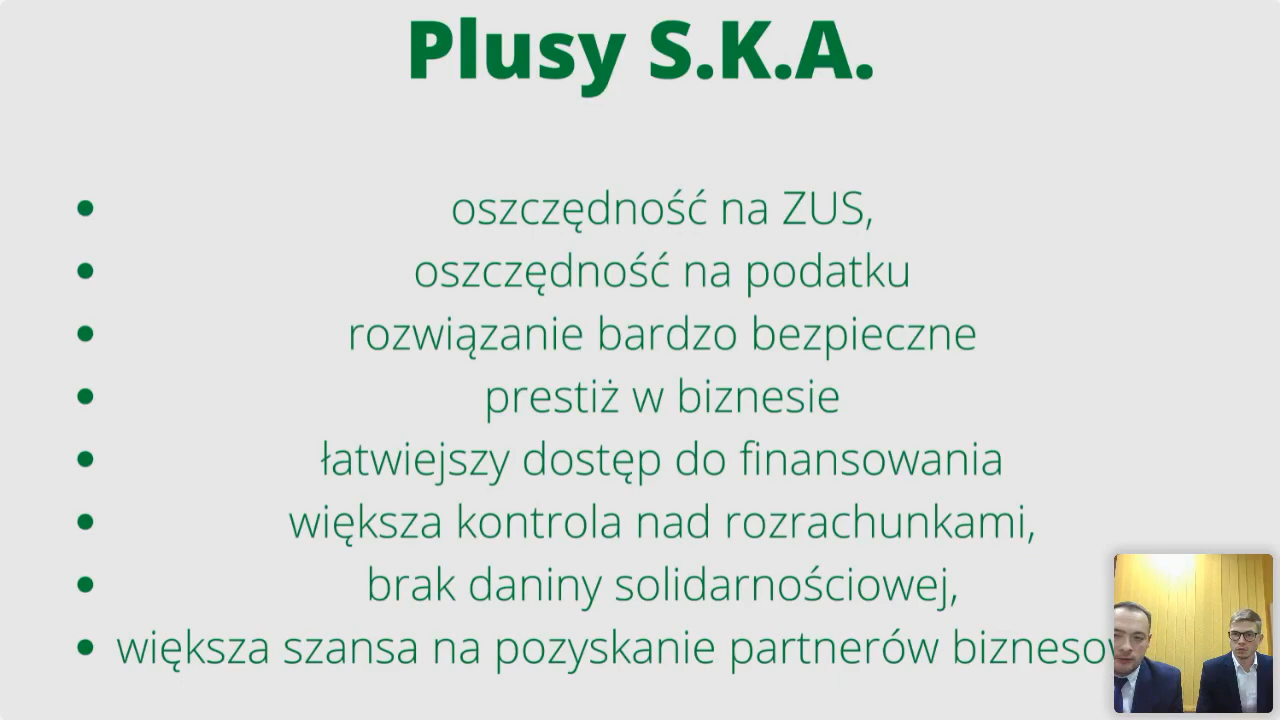 Plusy S.K.A.
• oszczędność na ZUS,
• oszczędność na podatku
• rozwiązanie bardzo bezpieczne
• prestiż w biznesie
• łatwiejszy dostęp do finansowania
• większa kontrola nad rozrachunkami,
• brak daniny solidarnościowej,
• większa szansa na pozyskanie partnerów